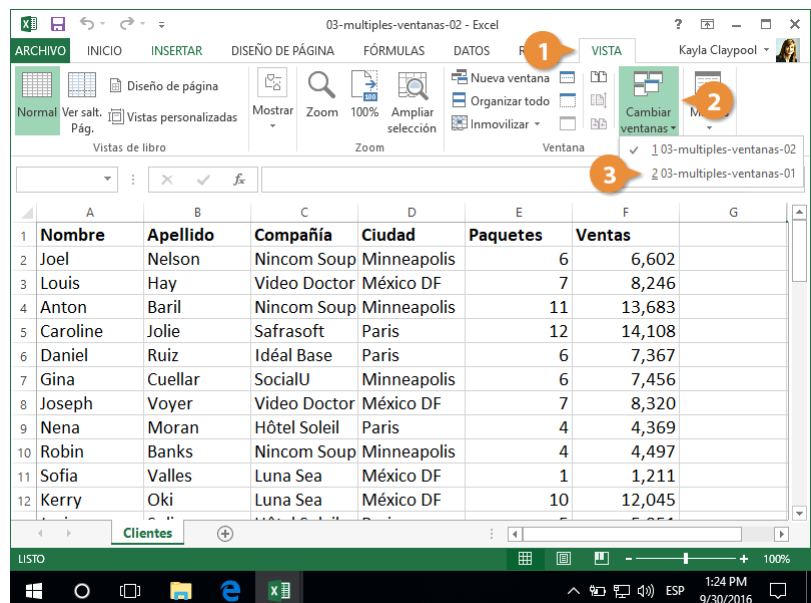 03-multiples-ventanas-02 - Excel ?
ARCHIVO INICIO INSERTAR DISEÑO DE PÁGINA FÓRMULAS DATOS 1 VISTA Kayla Claypool
Normal
Ver salt. Pág.
Diseño de página
Vistas personalizadas
Vistas de libro
Mostrar
Zoom
100%
Ampliar selección
Zoom
Nueva ventana
Organizar todo
Inmovilizar
Cambiar ventanas
2
Ventana
✓ 1 03-multiples-ventanas-02
3 2 03-multiples-ventanas-01
fx
A B C D E F G
1 Nombre Apellido Compañía Ciudad Paquetes Ventas
2 Joel Nelson Nincom Soup Minneapolis 6 6,602
3 Louis Hay Video Doctor México DF 7 8,246
4 Anton Baril Nincom Soup Minneapolis 11 13,683
5 Caroline Jolie Safrasoft Paris 12 14,108
6 Daniel Ruiz Idéal Base Paris 6 7,367
7 Gina Cuellar SocialU Minneapolis 6 7,456
8 Joseph Voyer Video Doctor México DF 7 8,320
9 Nena Moran Hôtel Soleil Paris 4 4,369
10 Robin Banks Nincom Soup Minneapolis 4 4,497
11 Sofia Valles Luna Sea México DF 1 1,211
12 Kerry Oki Luna Sea México DF 10 12,045
Clientes
LISTO 100%
ESP 1:24 PM
9/30/2016